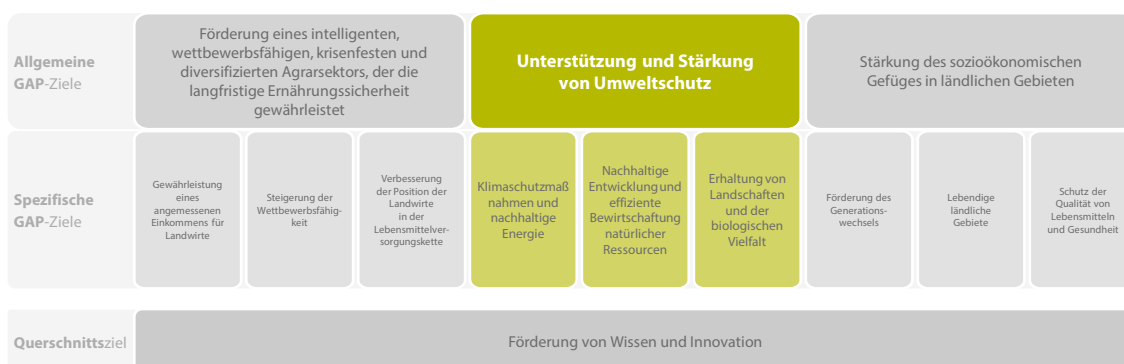 Allgemeine
GAP-Ziele
Förderung eines intelligenten,
wettbewerbsfähigen, krisenfesten und
diversifizierten Agrarsektors, der die
langfristige Ernährungssicherheit
gewährleistet
Unterstützung und Stärkung
von Umweltschutz
Stärkung des sozioökonomischen
Gefüges in ländlichen Gebieten
Spezifische
GAP-Ziele
Gewährleistung
eines
angemessenen
Einkommens für
Landwirte
Steigerung der
Wettbewerbsfähig-
keit
Verbesserung
der Position der
Landwirte
in der
Lebensmittelver-
sorgungskette
Klimaschutzmaß
nahmen und
nachhaltige
Energie
Nachhaltige
Entwicklung und
effiziente
Bewirtschaftung
natürlicher
Ressourcen
Erhaltung von
Landschaften
und der
biologischen
Vielfalt
Förderung des
Generations-
wechsels
Lebendige
ländliche
Gebiete
Schutz der
Qualität von
Lebensmitteln
und Gesundheit
Querschnittsziel
Förderung von Wissen und Innovation